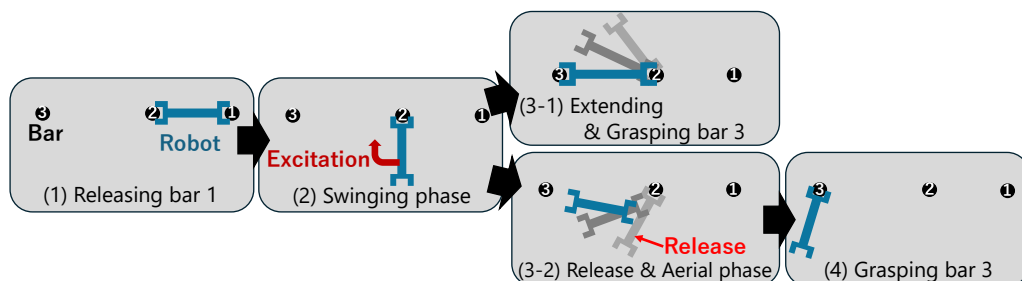 3
2
1
Bar
Robot
(1) Releasing bar 1
3
2
1
Excitation
(2) Swinging phase
3
2
1
(3-1) Extending
& Grasping bar 3
3
2
1
Release
(3-2) Release & Aerial phase
3
2
1
(4) Grasping bar 3